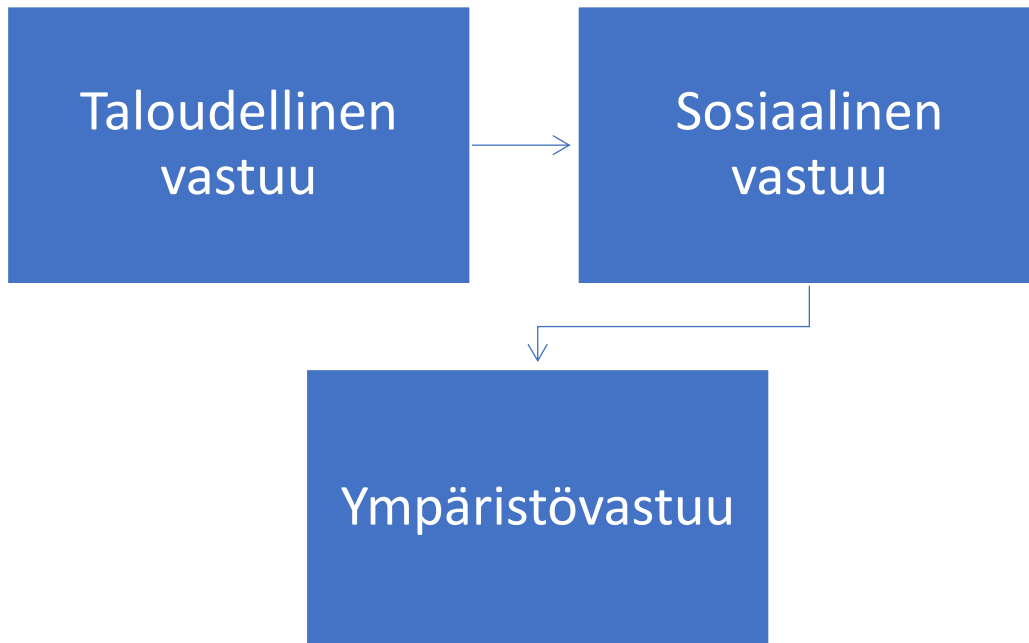 Taloudellinen
vastuu
Sosiaalinen
vastuu
Ympäristövastuu